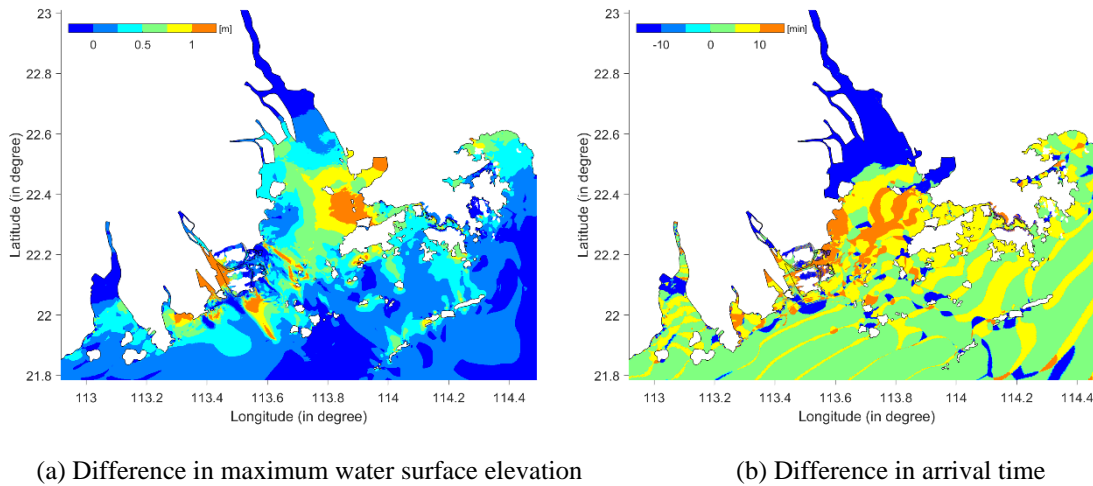 23
22.8
22.6
22.4
22.2
22
21.8
Latitude (in degree)
0 0.5 1 [m]
113 113.2 113.4 113.6 113.8 114 114.2 114.4
Longitude (in degree)
23
22.8
22.6
22.4
22.2
22
21.8
Latitude (in degree)
-10 0 10 [min]
113 113.2 113.4 113.6 113.8 114 114.2 114.4
Longitude (in degree)
(a) Difference in maximum water surface elevation
(b) Difference in arrival time